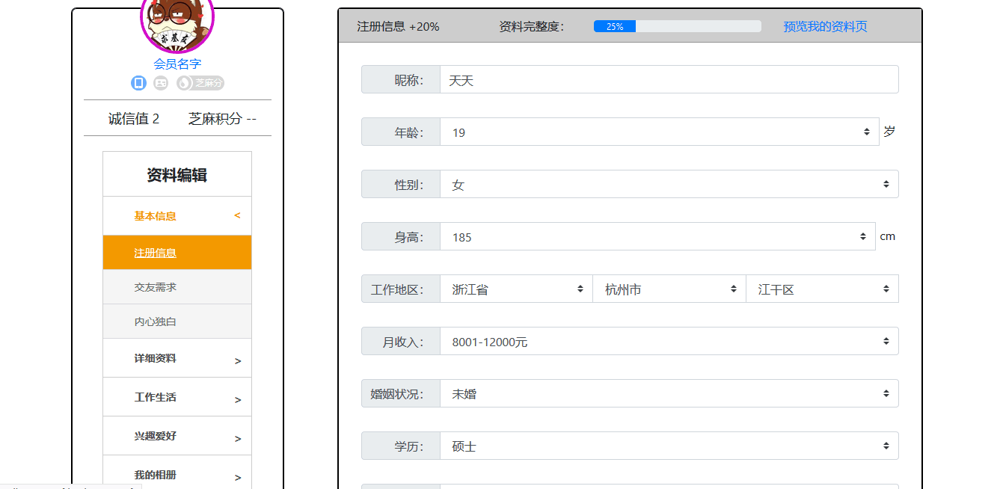 求基友
会员名字
芝麻分
诚信值 2 芝麻积分 --
资料编辑
基本信息 <
注册信息
交友需求
内心独白
详细资料 >
工作生活 >
兴趣爱好 >
我的相册 >
注册信息 +20% 资料完整度： 25% 预览我的资料页
昵称： 天天
年龄： 19 岁
性别： 女
身高： 185 cm
工作地区： 浙江省 杭州市 江干区
月收入： 8001-12000元
婚姻状况： 未婚
学历： 硕士